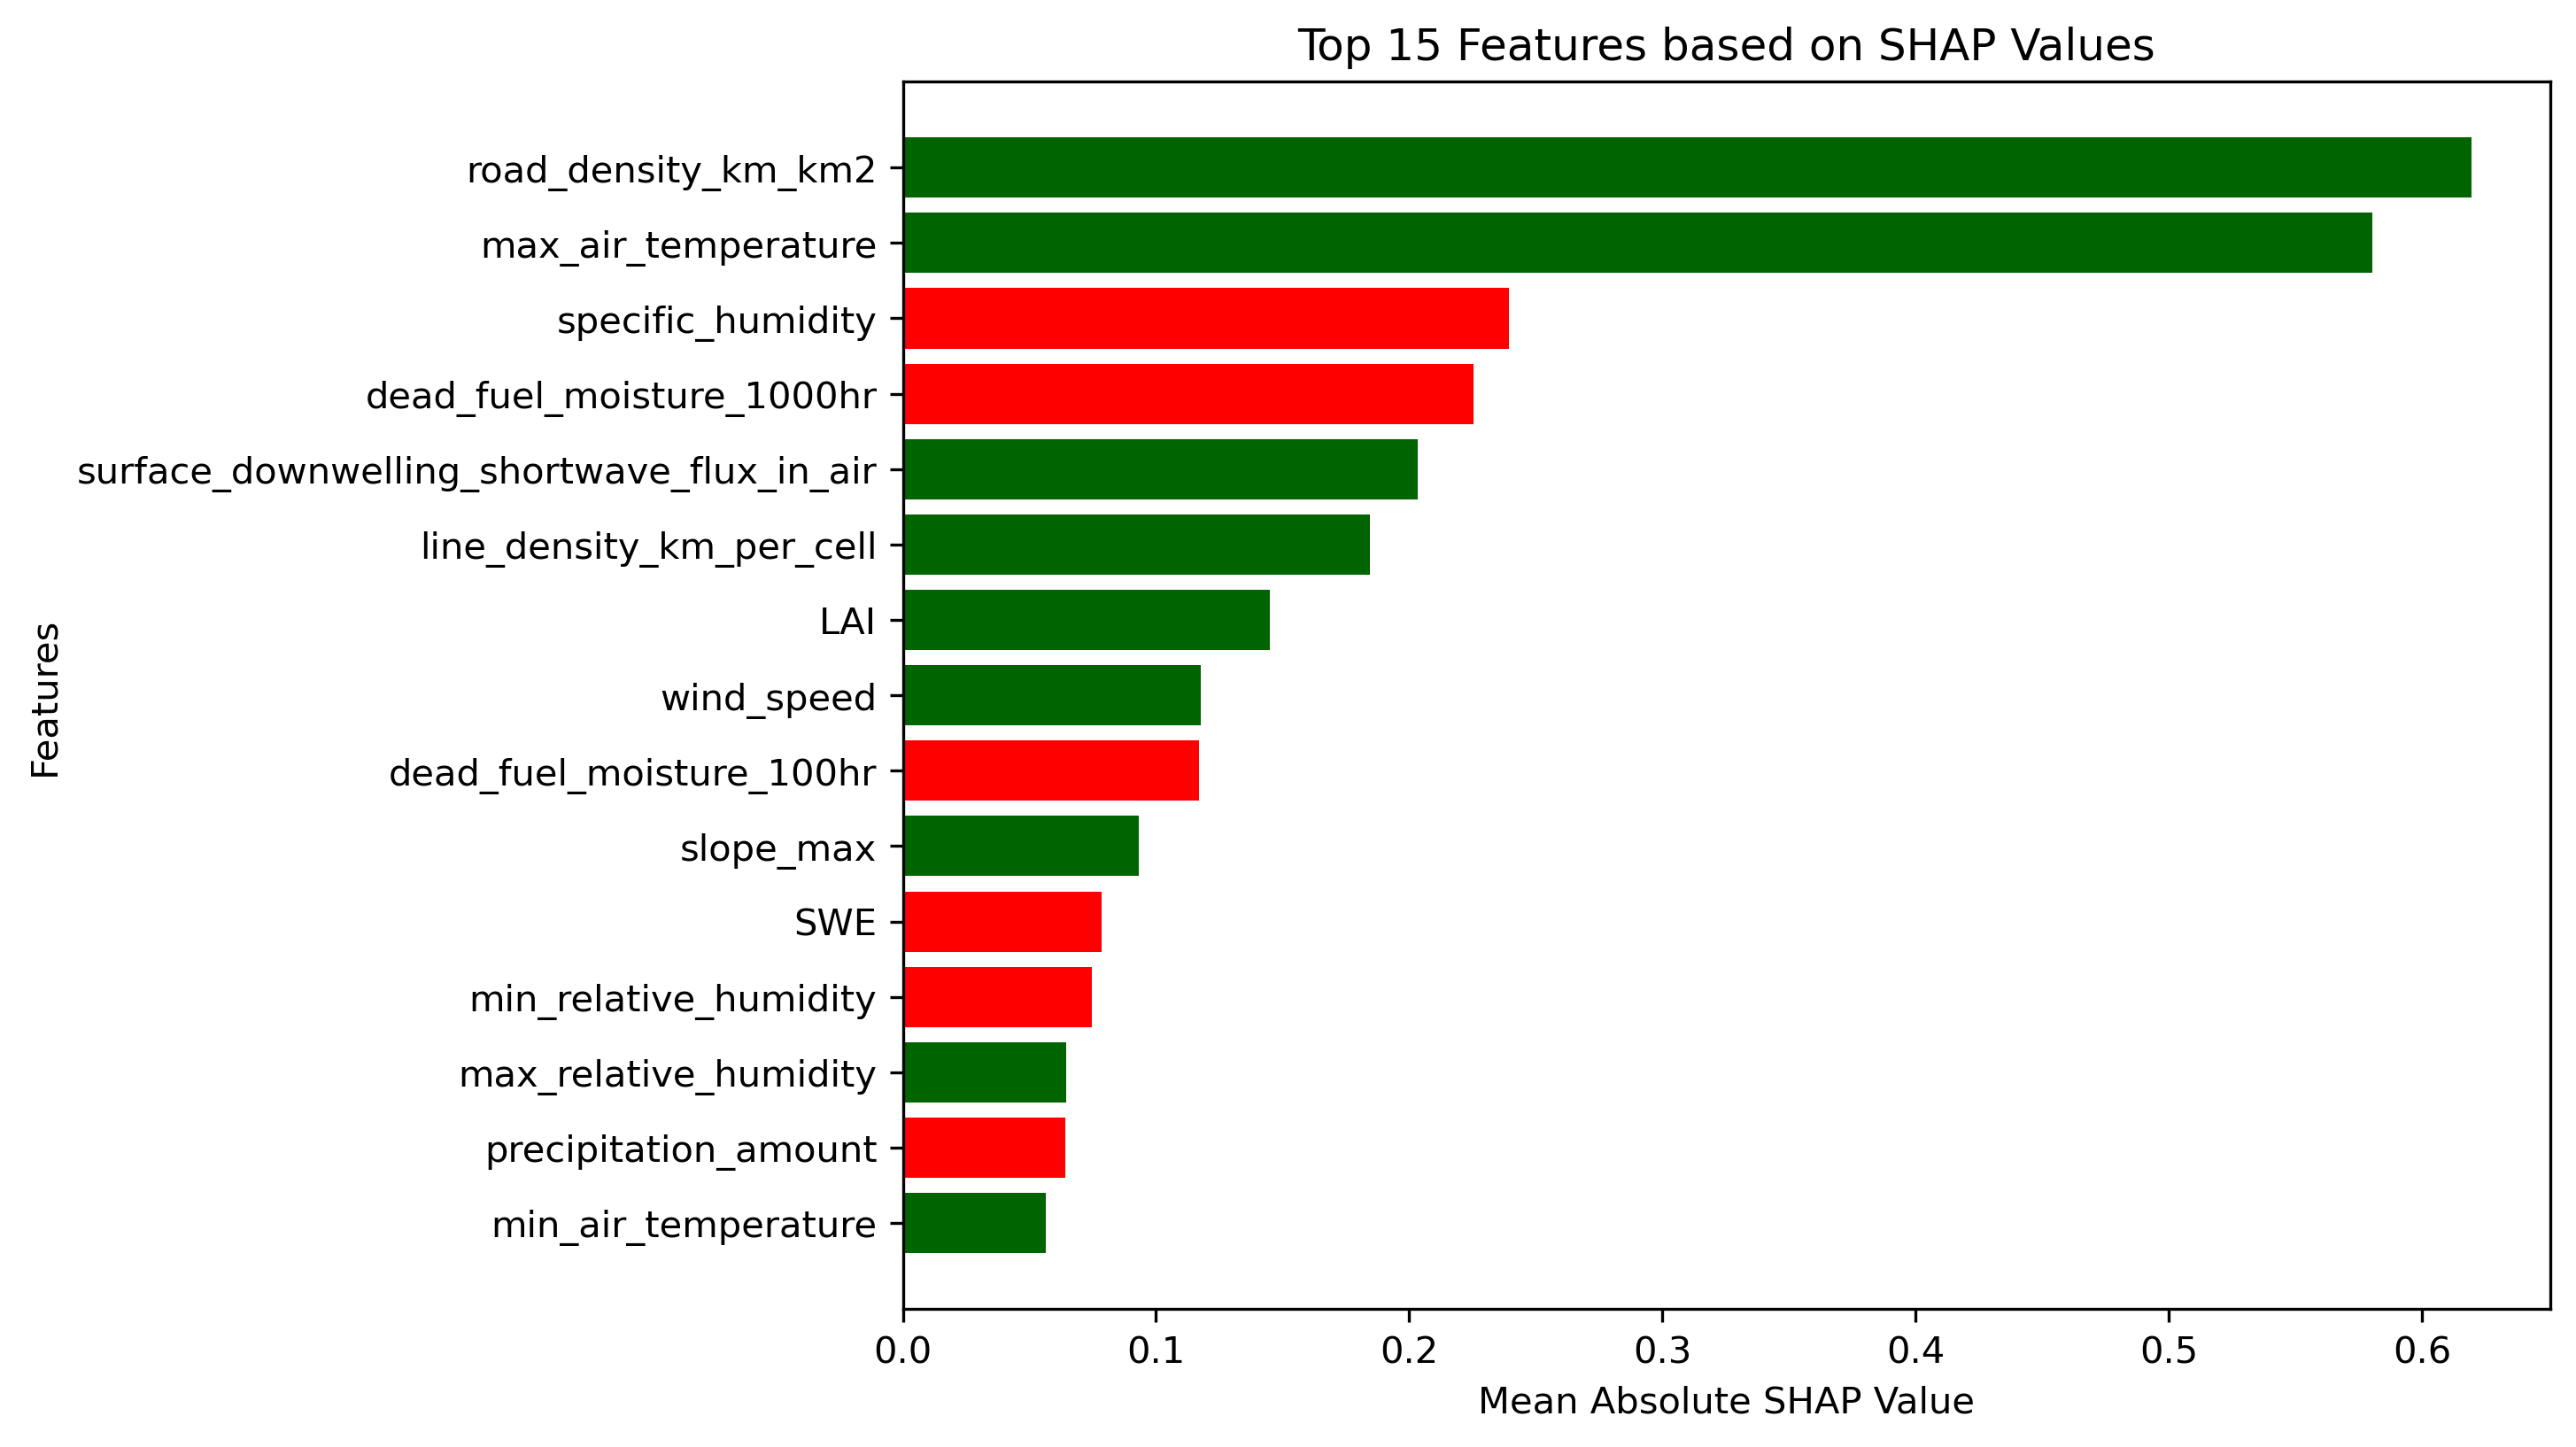 Top 15 Features based on SHAP Values
Features
road_density_km_km2
max_air_temperature
specific_humidity
dead_fuel_moisture_1000hr
surface_downwelling_shortwave_flux_in_air
line_density_km_per_cell
LAI
wind_speed
dead_fuel_moisture_100hr
slope_max
SWE
min_relative_humidity
max_relative_humidity
precipitation_amount
min_air_temperature
0.0 0.1 0.2 0.3 0.4 0.5 0.6
Mean Absolute SHAP Value